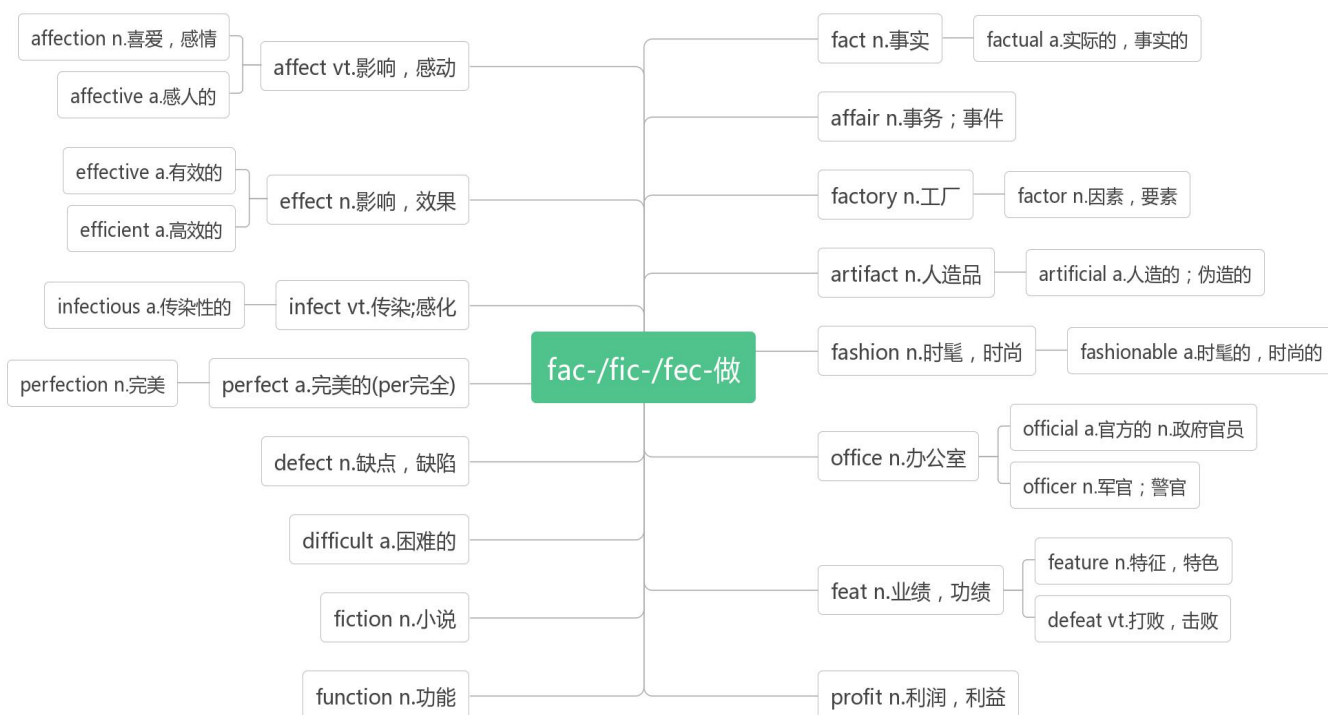 fac-/fic-/fec-做
affect vt.影响，感动
affection n.喜爱，感情
affective a.感人的
effect n.影响，效果
effective a.有效的
efficient a.高效的
infect vt.传染;感化
infectious a.传染性的
perfect a.完美的(per完全)
perfection n.完美
defect n.缺点，缺陷
difficult a.困难的
fiction n.小说
function n.功能
fact n.事实
factual a.实际的，事实的
affair n.事务；事件
factory n.工厂
factor n.因素，要素
artifact n.人造品
artificial a.人造的；伪造的
fashion n.时髦，时尚
fashionable a.时髦的，时尚的
office n.办公室
official a.官方的 n.政府官员
officer n.军官；警官
feat n.业绩，功绩
feature n.特征，特色
defeat vt.打败，击败
profit n.利润，利益